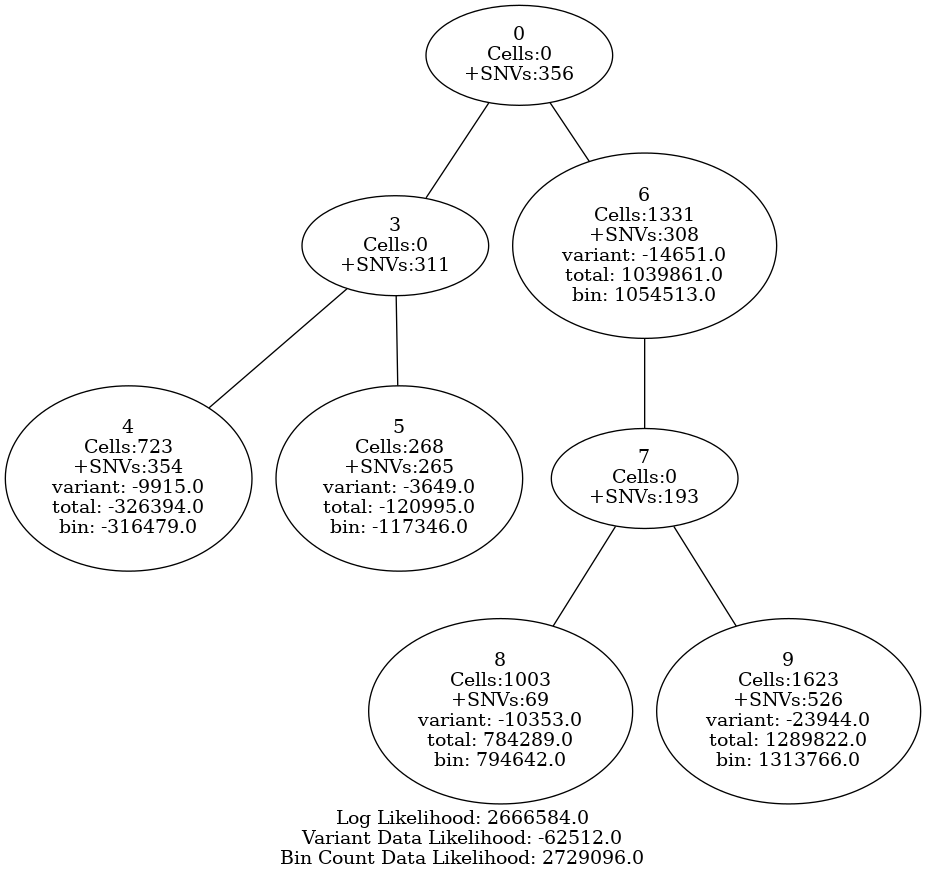 0
Cells:0
+SNVs:356
3
Cells:0
+SNVs:311
6
Cells:1331
+SNVs:308
variant: -14651.0
total: 1039861.0
bin: 1054513.0
4
Cells:723
+SNVs:354
variant: -9915.0
total: -326394.0
bin: -316479.0
5
Cells:268
+SNVs:265
variant: -3649.0
total: -120995.0
bin: -117346.0
7
Cells:0
+SNVs:193
8
Cells:1003
+SNVs:69
variant: -10353.0
total: 784289.0
bin: 794642.0
9
Cells:1623
+SNVs:526
variant: -23944.0
total: 1289822.0
bin: 1313766.0
Log Likelihood: 2666584.0
Variant Data Likelihood: -62512.0
Bin Count Data Likelihood: 2729096.0